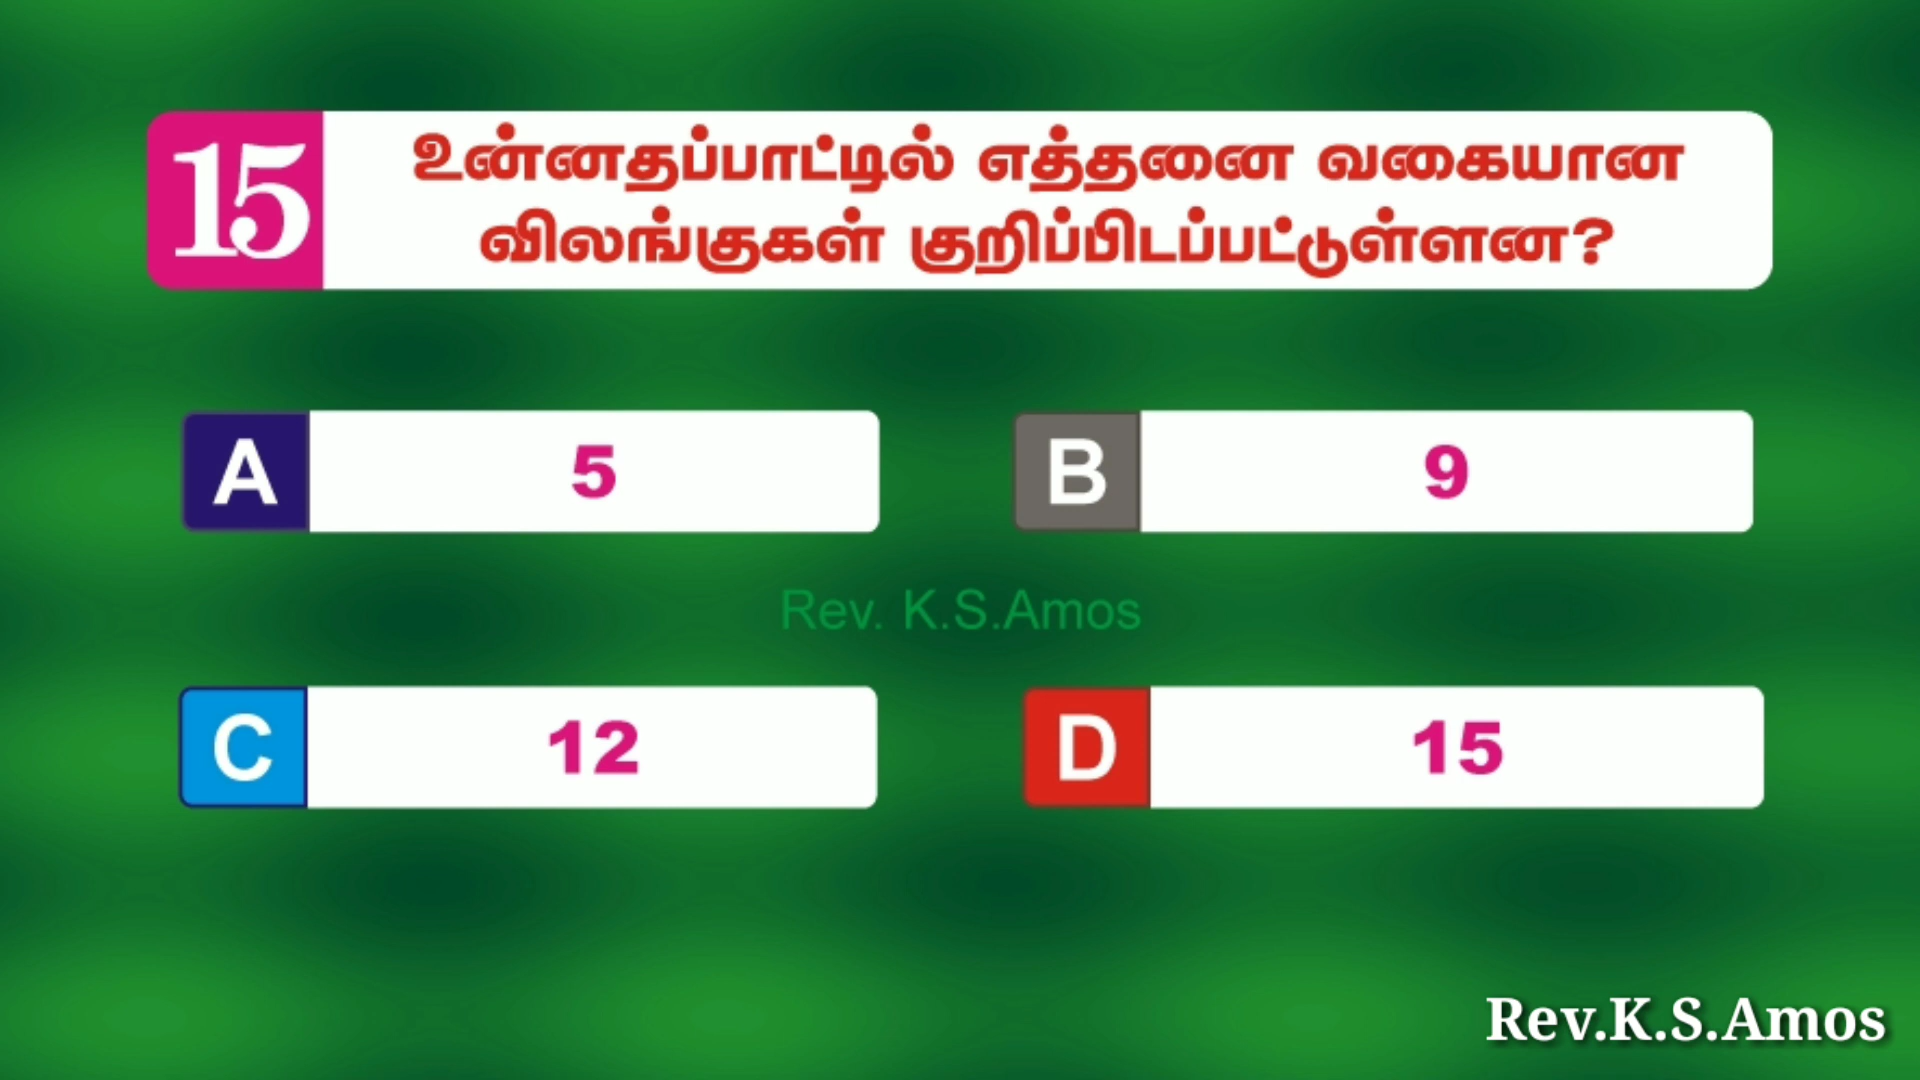 15
உன்னதப்பாட்டில் எத்தனை வகையான
விலங்குகள் குறிப்பிடப்பட்டுள்ளன?
A 5
B 9
Rev. K.S.Amos
C 12
D 15
Rev.K.S.Amos